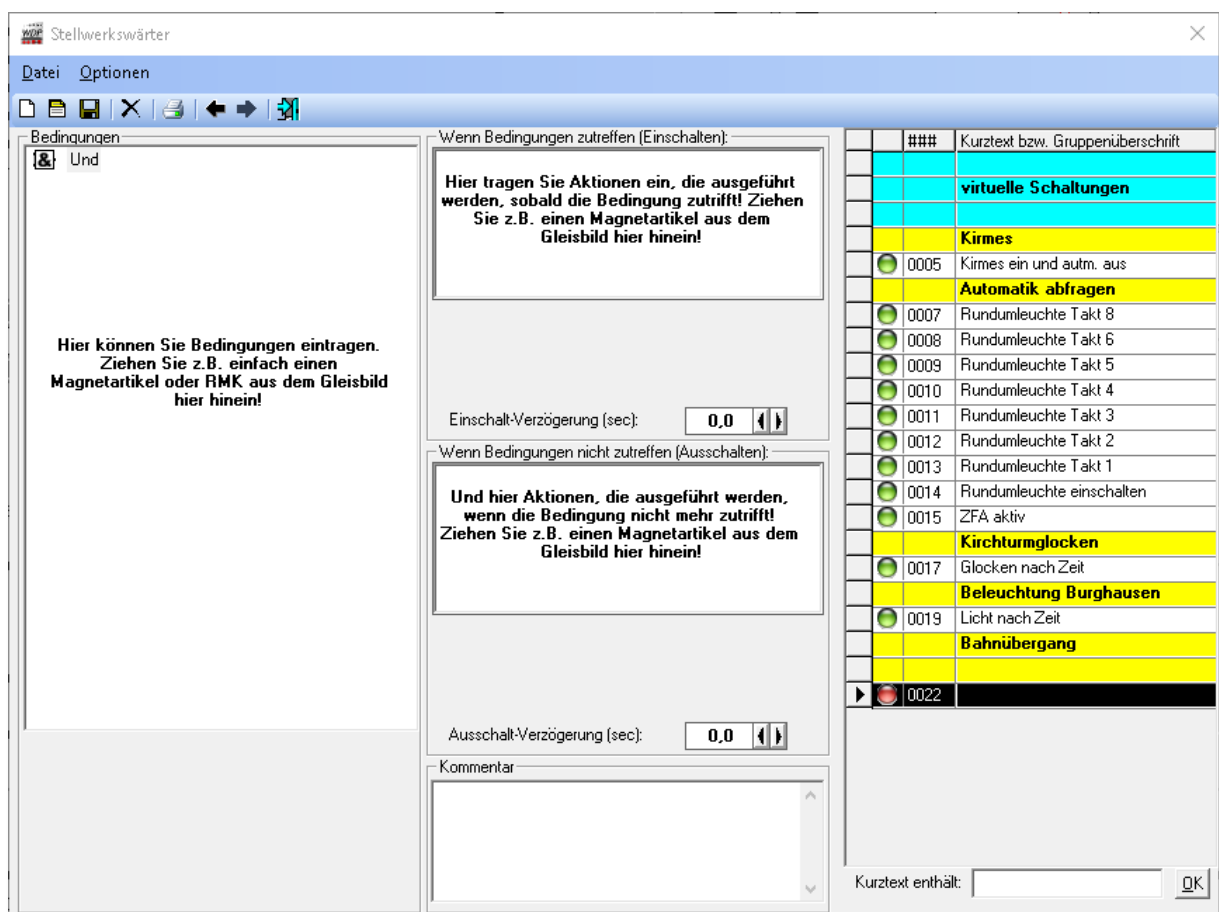 Stellwerkswärter
Datei Optionen
Bedingungen
& Und
Hier können Sie Bedingungen eintragen.
Ziehen Sie z.B. einfach einen
Magnetartikel oder RMK aus dem Gleisbild
hier hinein!
Wenn Bedingungen zutreffen (Einschalten):
Hier tragen Sie Aktionen ein, die ausgeführt
werden, sobald die Bedingung zutrifft! Ziehen
Sie z.B. einen Magnetartikel aus dem
Gleisbild hier hinein!
Einschalt-Verzögerung (sec): 0,0
Wenn Bedingungen nicht zutreffen (Ausschalten):
Und hier Aktionen, die ausgeführt werden,
wenn die Bedingung nicht mehr zutrifft!
Ziehen Sie z.B. einen Magnetartikel aus dem
Gleisbild hier hinein!
Ausschalt-Verzögerung (sec): 0,0
Kommentar
### Kurztext bzw. Gruppenüberschrift
virtuelle Schaltungen
Kirmes
0005 Kirmes ein und autm. aus
Automatik abfragen
0007 Rundumleuchte Takt 8
0008 Rundumleuchte Takt 6
0009 Rundumleuchte Takt 5
0010 Rundumleuchte Takt 4
0011 Rundumleuchte Takt 3
0012 Rundumleuchte Takt 2
0013 Rundumleuchte Takt 1
0014 Rundumleuchte einschalten
0015 ZFA aktiv
Kirchturmglocken
0017 Glocken nach Zeit
Beleuchtung Burghausen
0019 Licht nach Zeit
Bahnübergang
0022
Kurztext enthält: OK